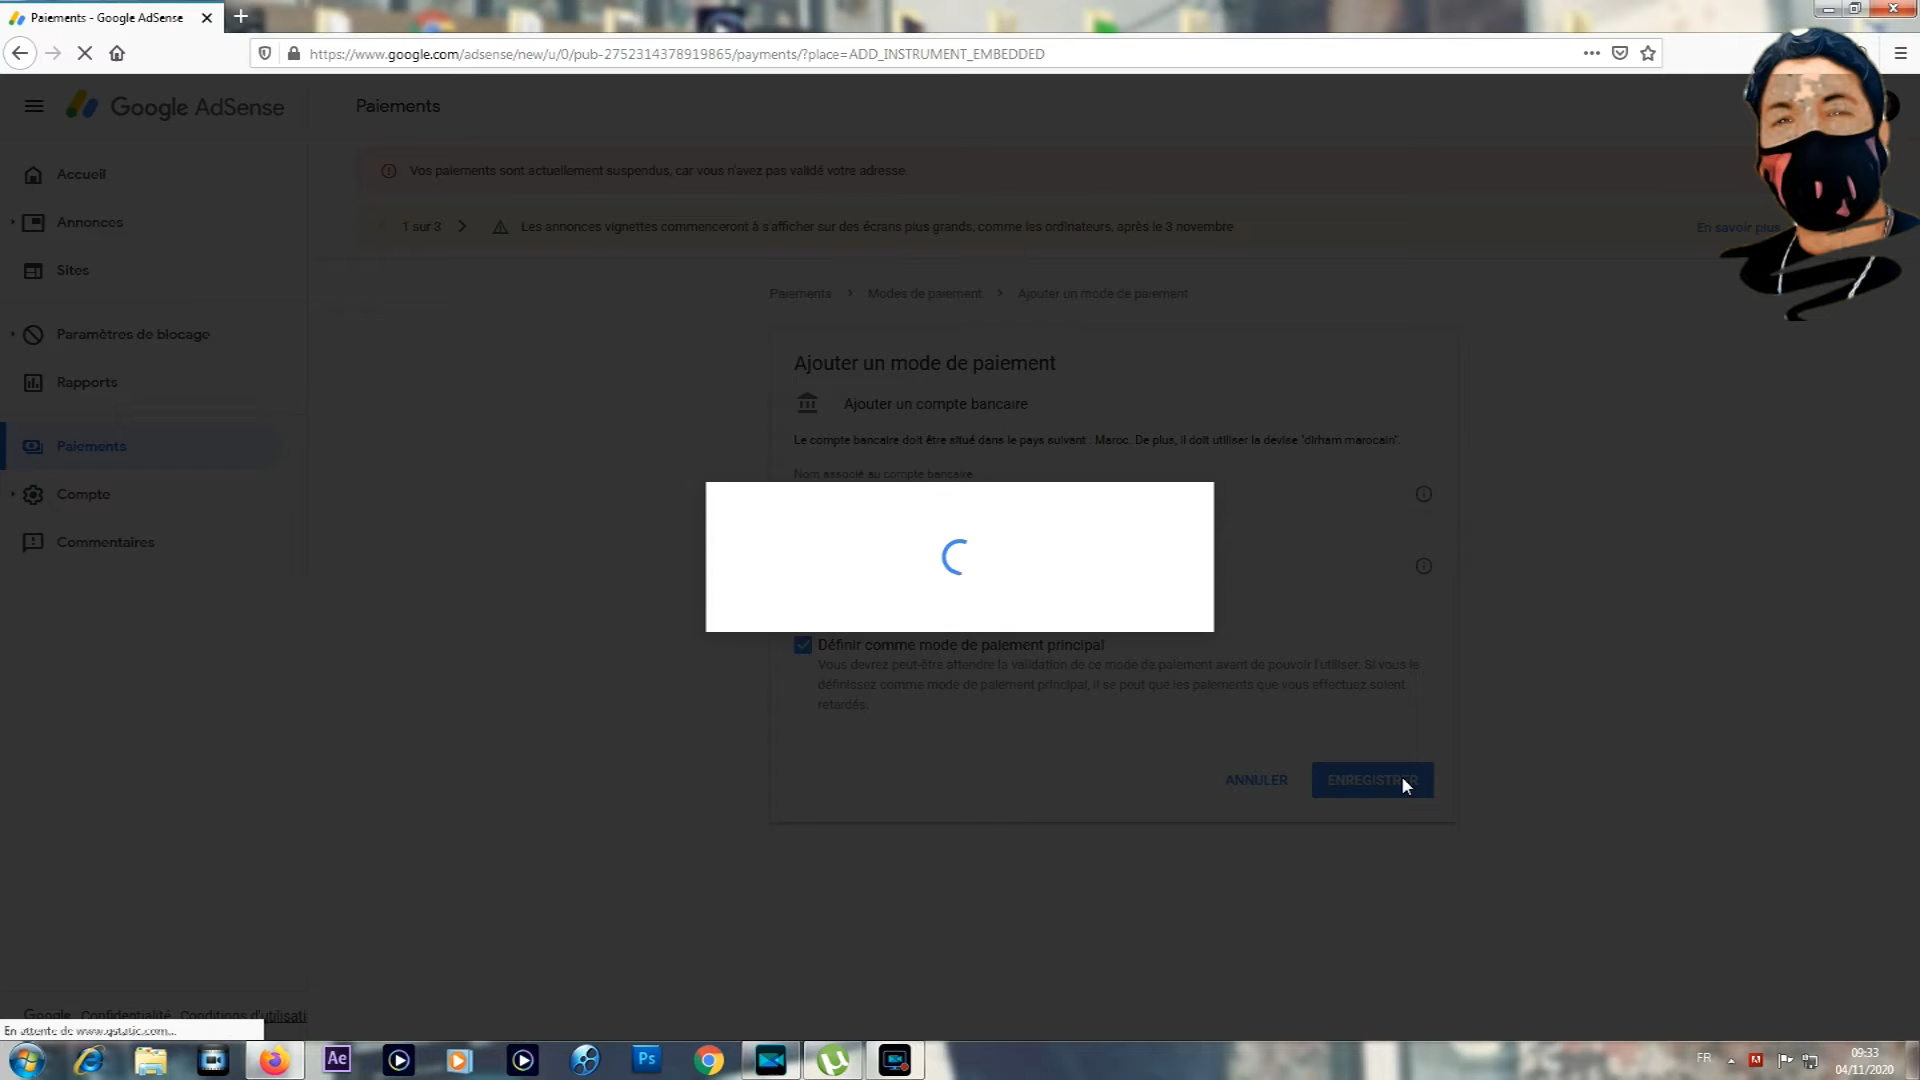 Paiements - Google AdSense
https://www.google.com/adsense/new/u/0/pub-2752314378919865/payments/?place=ADD_INSTRUMENT_EMBEDDED
Google AdSense
Paiements
Vos paiements sont actuellement suspendus, car vous n'avez pas validé votre adresse.
1 sur 3
Les annonces vignettes commenceront à s'afficher sur des écrans plus grands, comme les ordinateurs, après le 3 novembre
En savoir plus
Accueil
Annonces
Sites
Paramètres de blocage
Rapports
Paiements
Compte
Commentaires
Paiements
Modes de paiement
Ajouter un mode de paiement
Ajouter un mode de paiement
Ajouter un compte bancaire
Le compte bancaire doit être situé dans le pays suivant : Maroc. De plus, il doit utiliser la devise "dirham marocain".
Nom associé au compte bancaire
Définir comme mode de paiement principal
Vous devrez peut-être attendre la validation de ce mode de paiement avant de pouvoir l'utiliser. Si vous le
définissez comme mode de paiement principal, il se peut que les paiements que vous effectuez soient
retardés.
ANNULER
ENREGISTRER
Google Confidentialité Conditions d'utilisati
En attente de www.gstatic.com...
Ae
Ps
FR
09:33
04/11/2020